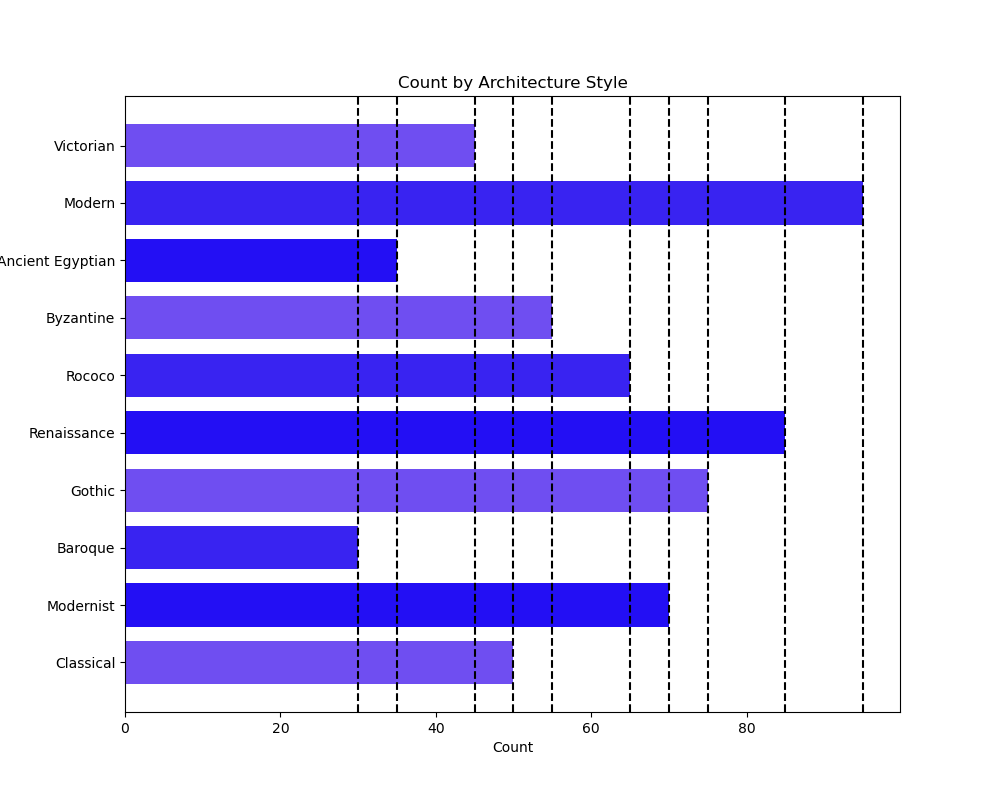 Count by Architecture Style
Victorian
Modern
Ancient Egyptian
Byzantine
Rococo
Renaissance
Gothic
Baroque
Modernist
Classical
0 20 40 60 80
Count